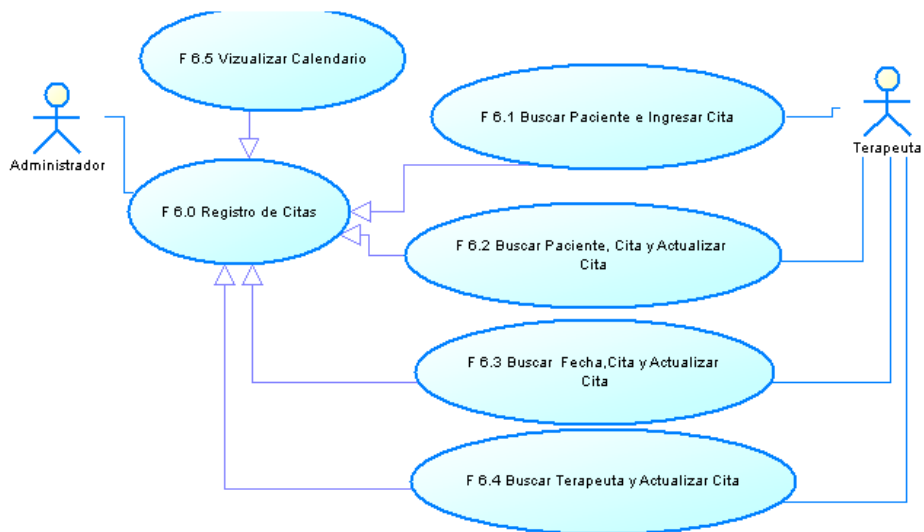 F 6.5 Vizualizar Calendario
F 6.1 Buscar Paciente e Ingresar Cita
Administrador
Terapeuta
F 6.0 Registro de Citas
F 6.2 Buscar Paciente, Cita y Actualizar
Cita
F 6.3 Buscar Fecha,Cita y Actualizar
Cita
F 6.4 Buscar Terapeuta y Actualizar Cita